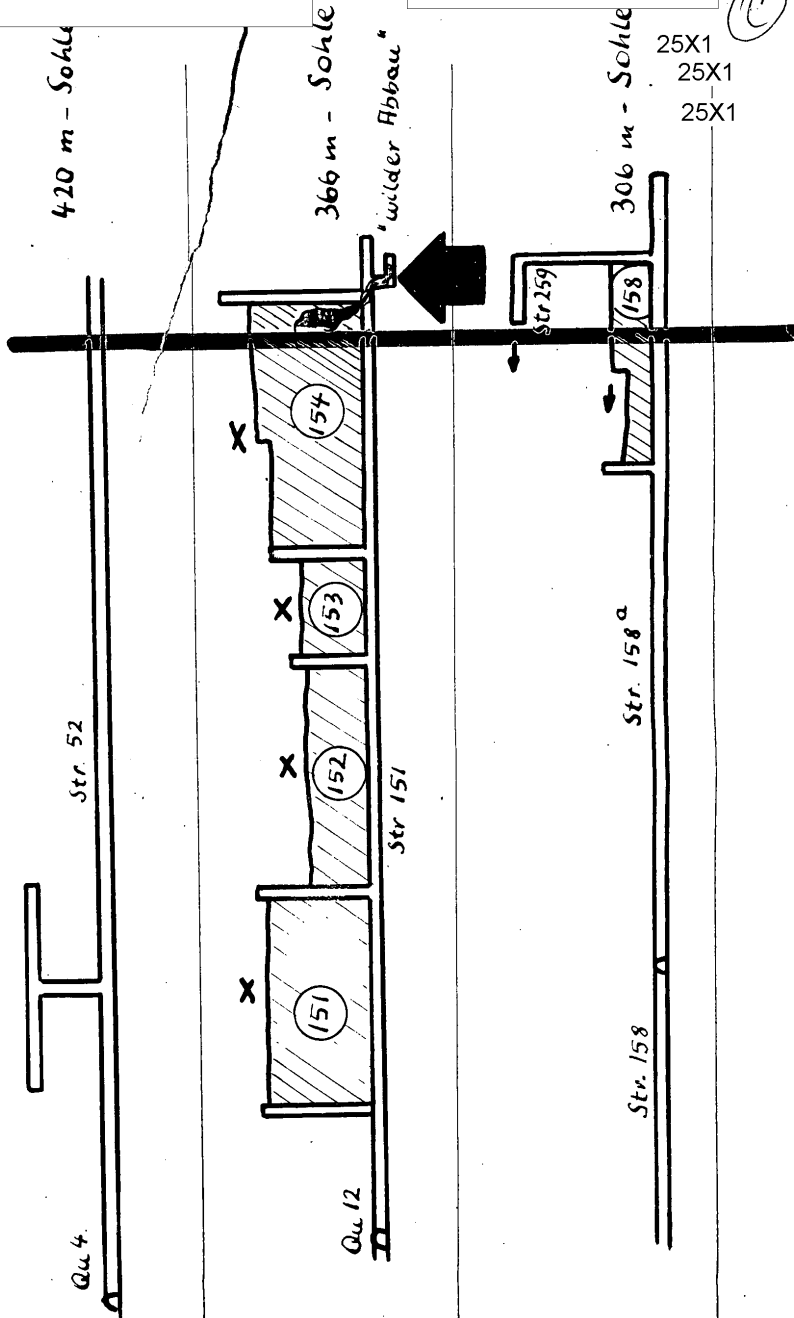 25X1
25X1
25X1
420 m - Sohle
366 m - Sohle
"wilder Abbau"
306 m - Sohle
Str 259
158
154
153
152
151
Str. 52
Str 151
Str. 158 a
Str. 158
Qu 4.
Qu 12